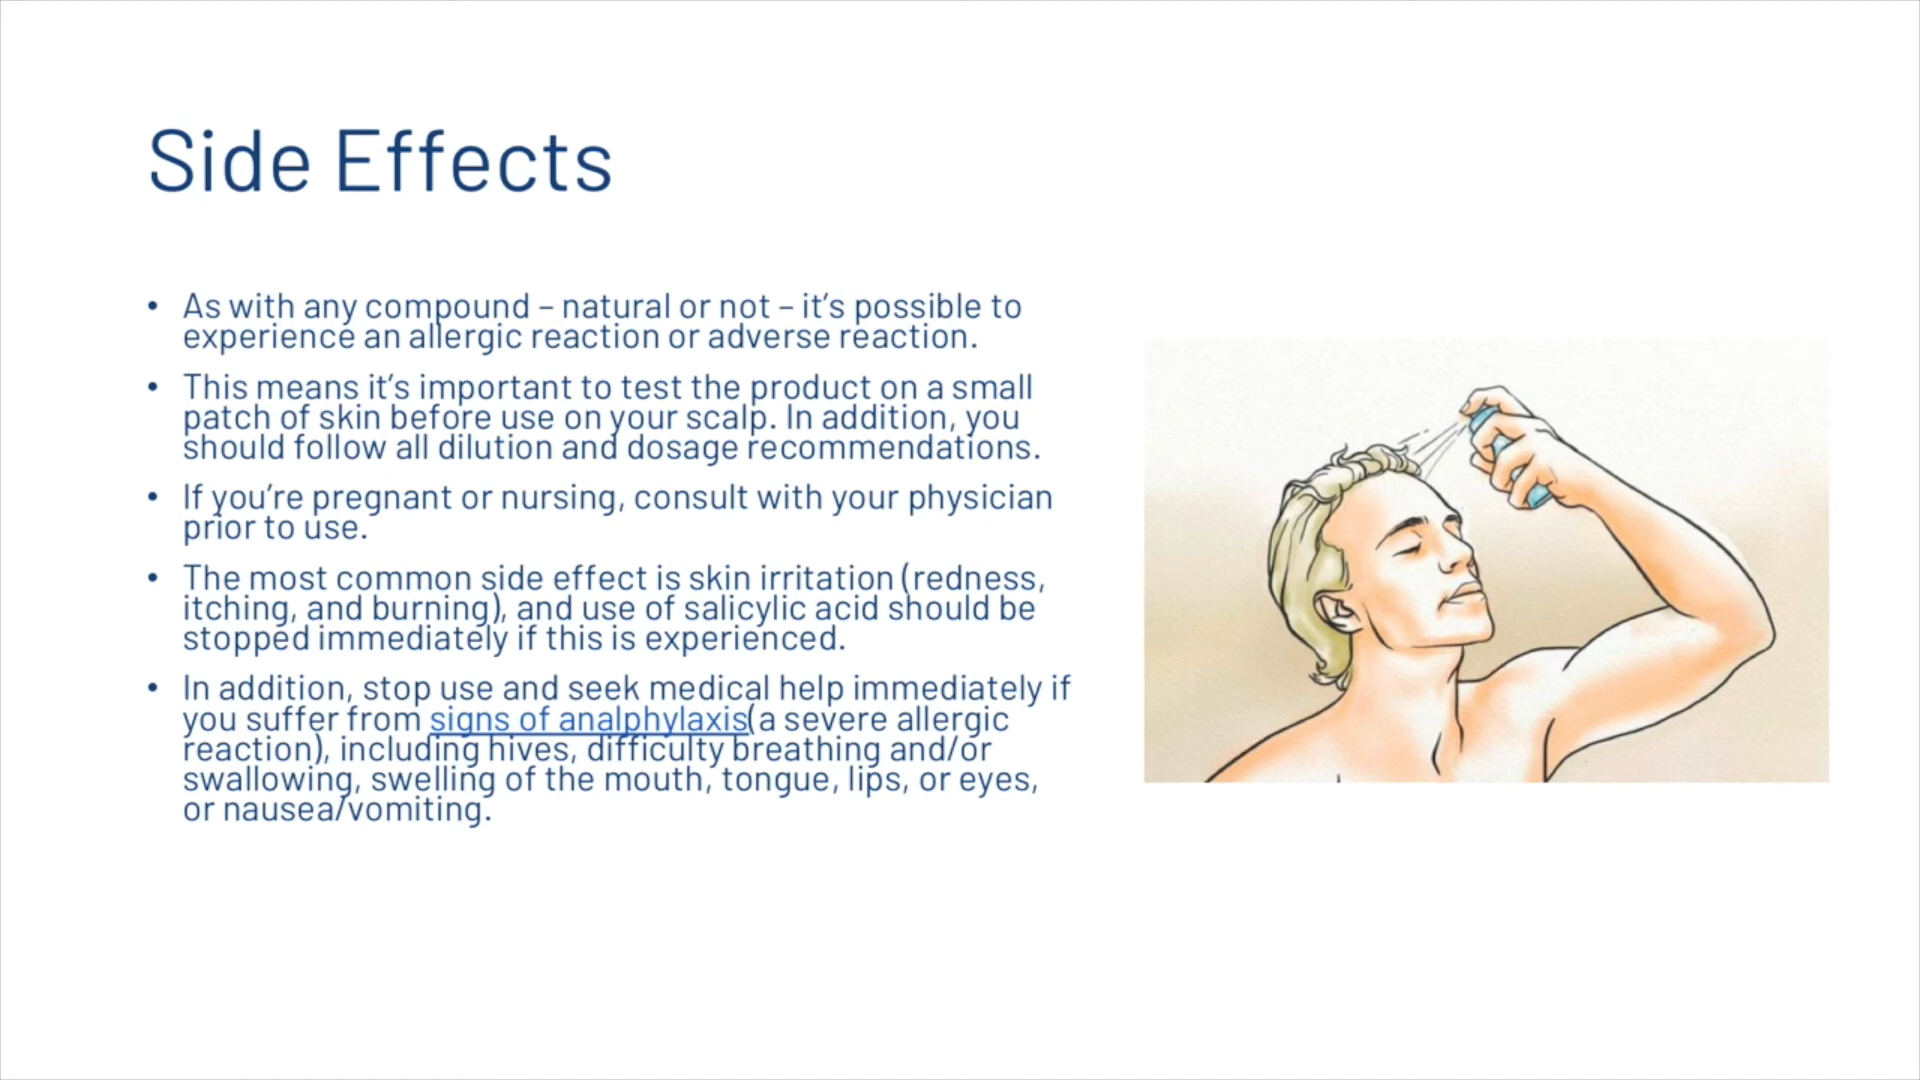 Side Effects
• As with any compound – natural or not – it’s possible to
experience an allergic reaction or adverse reaction.
• This means it’s important to test the product on a small
patch of skin before use on your scalp. In addition, you
should follow all dilution and dosage recommendations.
• If you’re pregnant or nursing, consult with your physician
prior to use.
• The most common side effect is skin irritation (redness,
itching, and burning), and use of salicylic acid should be
stopped immediately if this is experienced.
• In addition, stop use and seek medical help immediately if
you suffer from signs of analphylaxis(a severe allergic
reaction), including hives, difficulty breathing and/or
swallowing, swelling of the mouth, tongue, lips, or eyes,
or nausea/vomiting.